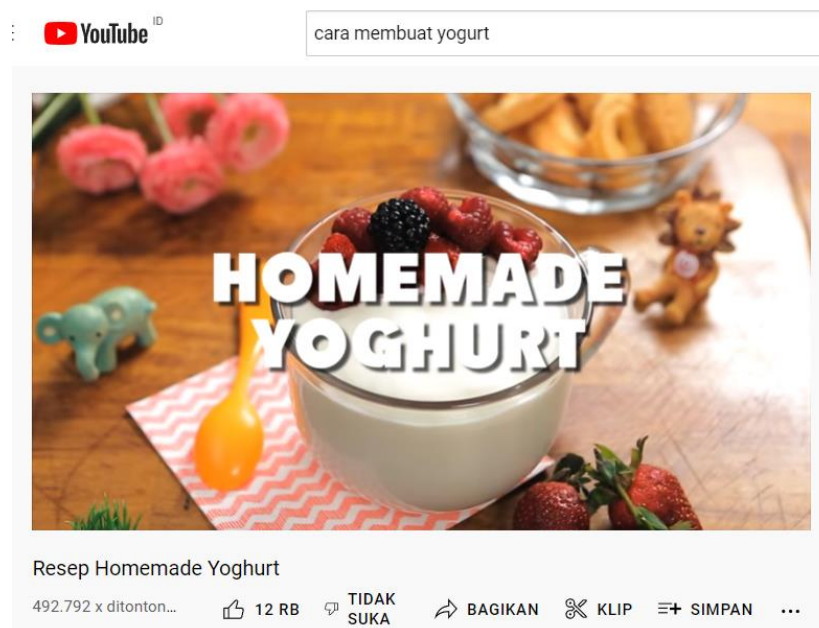 YouTube ID
cara membuat yogurt
HOMEMADE
YOGHURT
Resep Homemade Yoghurt
492.792 x ditonton...
12 RB
TIDAK
SUKA
BAGIKAN
KLIP
SIMPAN
...